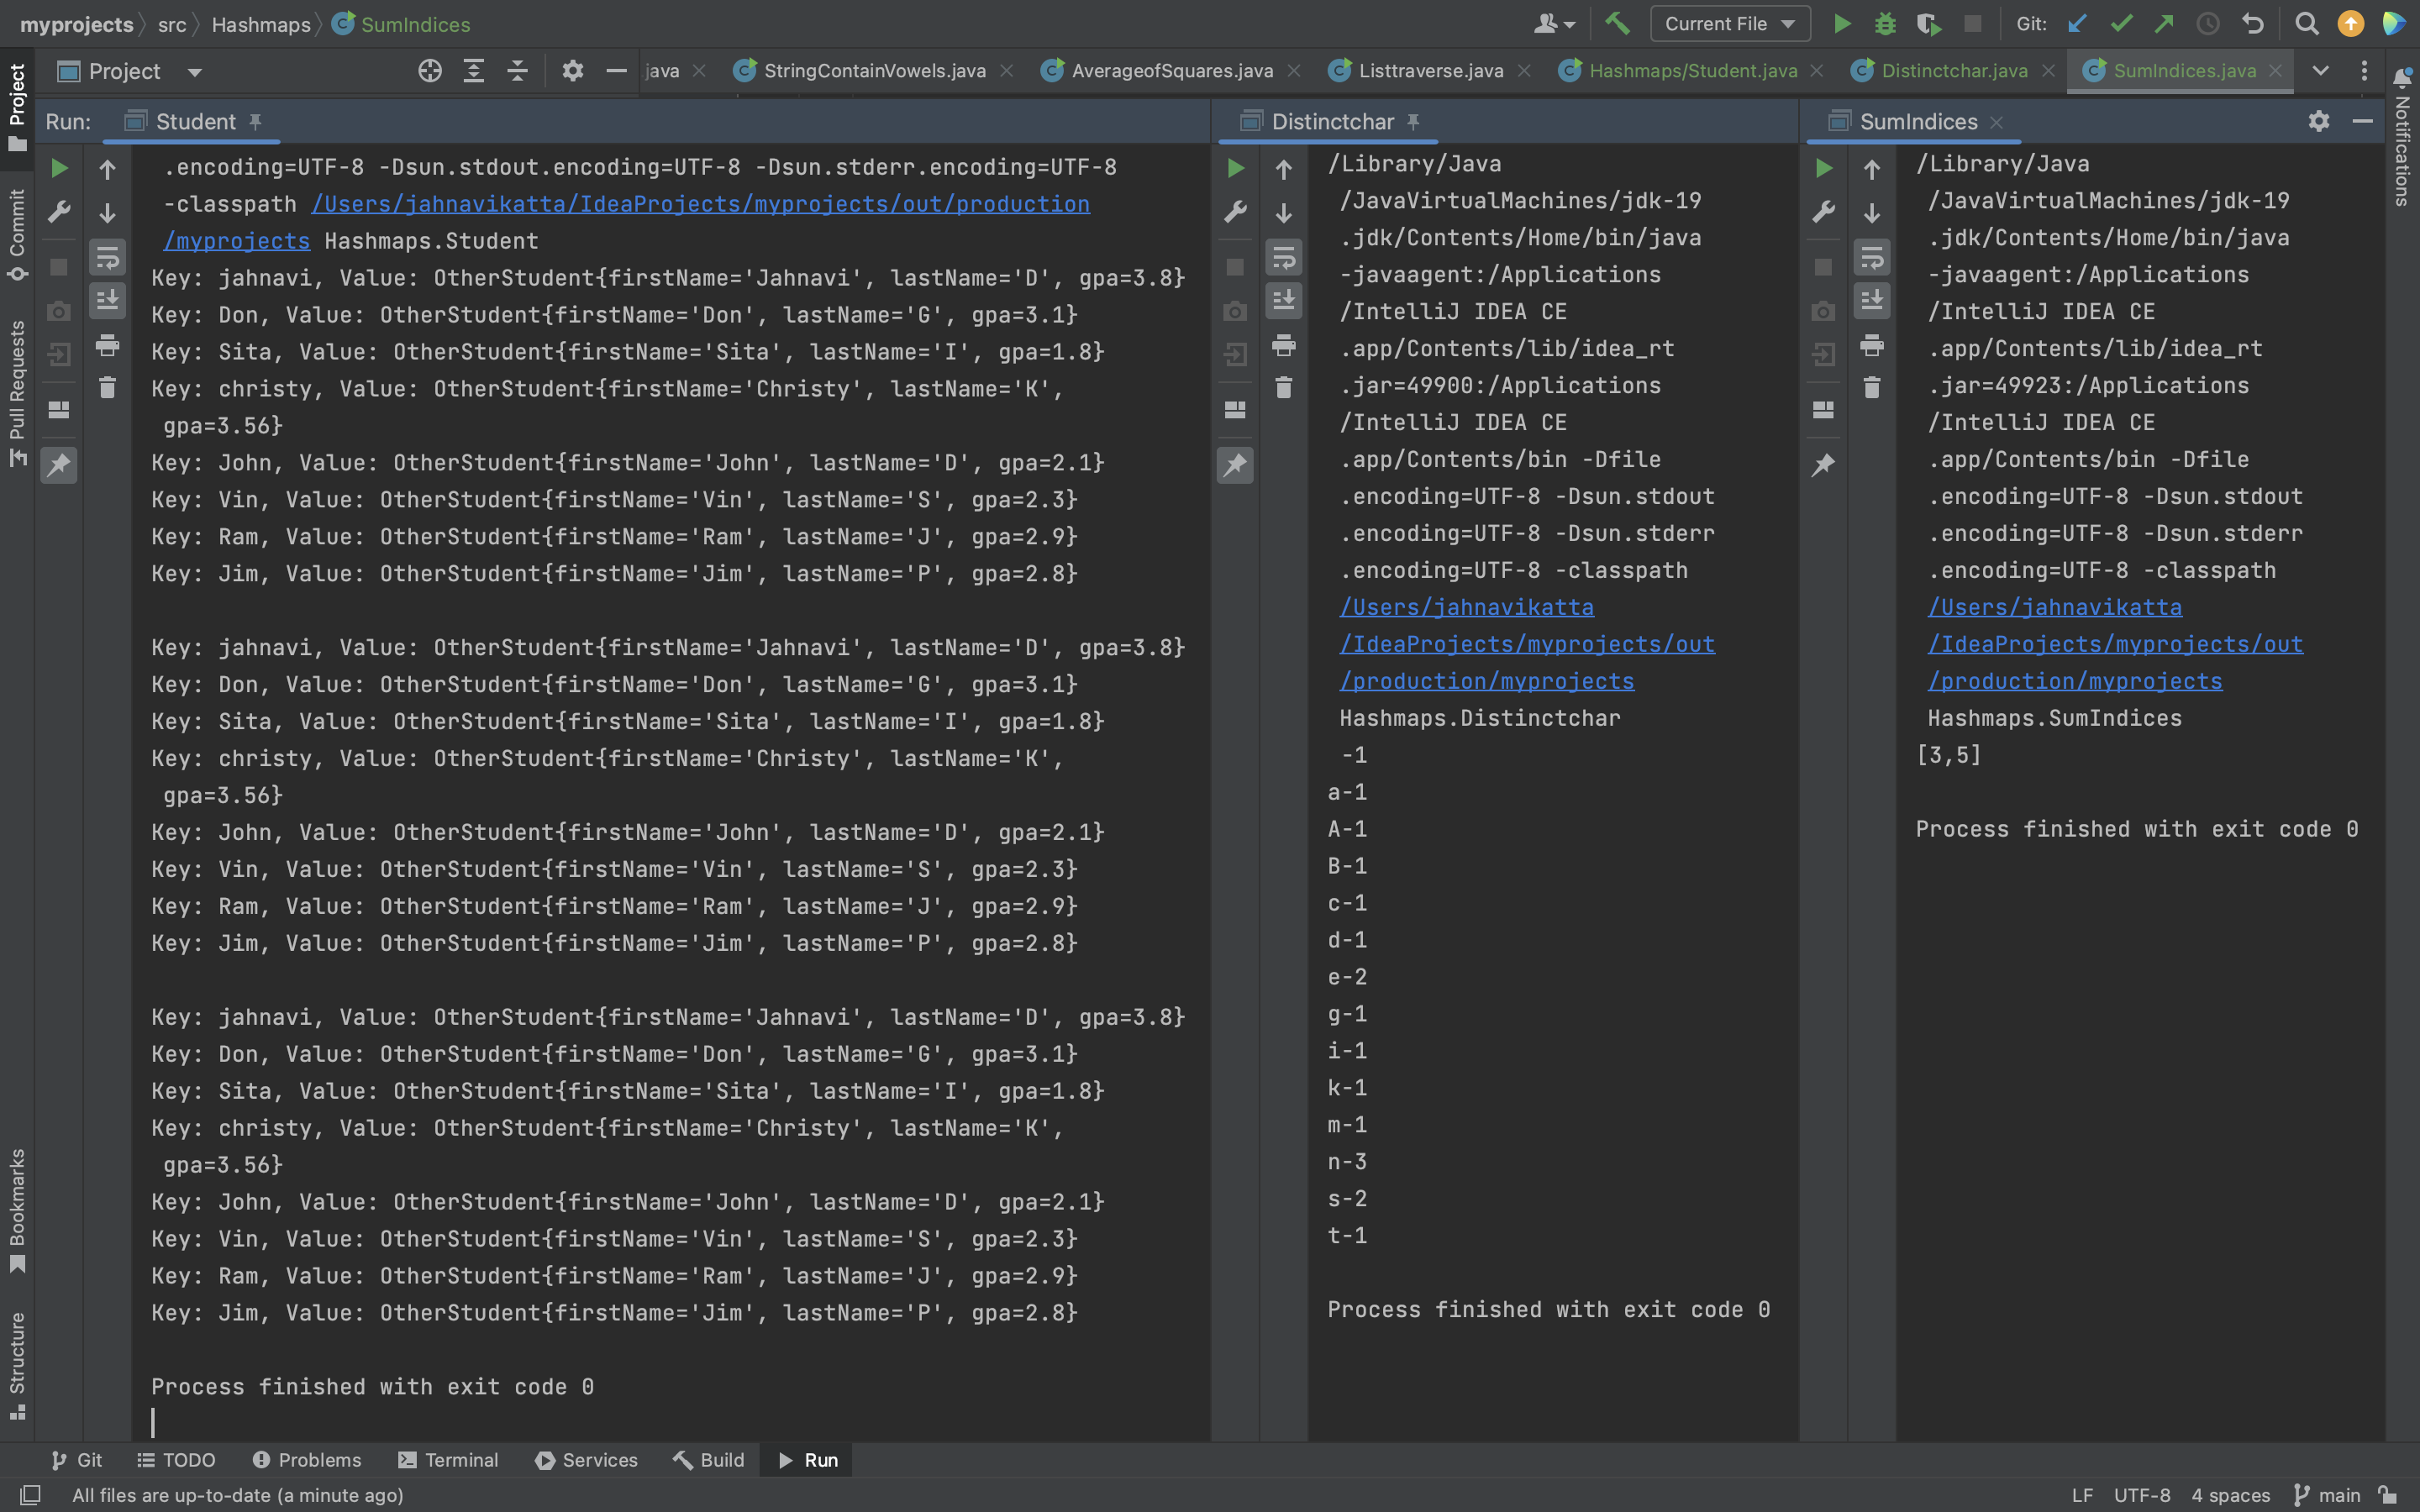 myprojects src Hashmaps SumIndices Current File Git:
Project java StringContainVowels.java AverageofSquares.java Listtraverse.java Hashmaps/Student.java Distinctchar.java SumIndices.java
Project
Commit
Pull Requests
Bookmarks
Structure
Notifications
Run: Student
.encoding=UTF-8 -Dsun.stdout.encoding=UTF-8 -Dsun.stderr.encoding=UTF-8
-classpath /Users/jahnavikatta/IdeaProjects/myprojects/out/production
/myprojects Hashmaps.Student
Key: jahnavi, Value: OtherStudent{firstName='Jahnavi', lastName='D', gpa=3.8}
Key: Don, Value: OtherStudent{firstName='Don', lastName='G', gpa=3.1}
Key: Sita, Value: OtherStudent{firstName='Sita', lastName='I', gpa=1.8}
Key: christy, Value: OtherStudent{firstName='Christy', lastName='K',
gpa=3.56}
Key: John, Value: OtherStudent{firstName='John', lastName='D', gpa=2.1}
Key: Vin, Value: OtherStudent{firstName='Vin', lastName='S', gpa=2.3}
Key: Ram, Value: OtherStudent{firstName='Ram', lastName='J', gpa=2.9}
Key: Jim, Value: OtherStudent{firstName='Jim', lastName='P', gpa=2.8}
Key: jahnavi, Value: OtherStudent{firstName='Jahnavi', lastName='D', gpa=3.8}
Key: Don, Value: OtherStudent{firstName='Don', lastName='G', gpa=3.1}
Key: Sita, Value: OtherStudent{firstName='Sita', lastName='I', gpa=1.8}
Key: christy, Value: OtherStudent{firstName='Christy', lastName='K',
gpa=3.56}
Key: John, Value: OtherStudent{firstName='John', lastName='D', gpa=2.1}
Key: Vin, Value: OtherStudent{firstName='Vin', lastName='S', gpa=2.3}
Key: Ram, Value: OtherStudent{firstName='Ram', lastName='J', gpa=2.9}
Key: Jim, Value: OtherStudent{firstName='Jim', lastName='P', gpa=2.8}
Key: jahnavi, Value: OtherStudent{firstName='Jahnavi', lastName='D', gpa=3.8}
Key: Don, Value: OtherStudent{firstName='Don', lastName='G', gpa=3.1}
Key: Sita, Value: OtherStudent{firstName='Sita', lastName='I', gpa=1.8}
Key: christy, Value: OtherStudent{firstName='Christy', lastName='K',
gpa=3.56}
Key: John, Value: OtherStudent{firstName='John', lastName='D', gpa=2.1}
Key: Vin, Value: OtherStudent{firstName='Vin', lastName='S', gpa=2.3}
Key: Ram, Value: OtherStudent{firstName='Ram', lastName='J', gpa=2.9}
Key: Jim, Value: OtherStudent{firstName='Jim', lastName='P', gpa=2.8}
Process finished with exit code 0
Distinctchar
/Library/Java
/JavaVirtualMachines/jdk-19
.jdk/Contents/Home/bin/java
-javaagent:/Applications
/IntelliJ IDEA CE
.app/Contents/lib/idea_rt
.jar=49900:/Applications
/IntelliJ IDEA CE
.app/Contents/bin -Dfile
.encoding=UTF-8 -Dsun.stdout
.encoding=UTF-8 -Dsun.stderr
.encoding=UTF-8 -classpath
/Users/jahnavikatta
/IdeaProjects/myprojects/out
/production/myprojects
Hashmaps.Distinctchar
-1
a-1
A-1
B-1
c-1
d-1
e-2
g-1
i-1
k-1
m-1
n-3
s-2
t-1
Process finished with exit code 0
SumIndices
/Library/Java
/JavaVirtualMachines/jdk-19
.jdk/Contents/Home/bin/java
-javaagent:/Applications
/IntelliJ IDEA CE
.app/Contents/lib/idea_rt
.jar=49923:/Applications
/IntelliJ IDEA CE
.app/Contents/bin -Dfile
.encoding=UTF-8 -Dsun.stdout
.encoding=UTF-8 -Dsun.stderr
.encoding=UTF-8 -classpath
/Users/jahnavikatta
/IdeaProjects/myprojects/out
/production/myprojects
Hashmaps.SumIndices
[3,5]
Process finished with exit code 0
Git TODO Problems Terminal Services Build Run
All files are up-to-date (a minute ago) LF UTF-8 4 spaces main